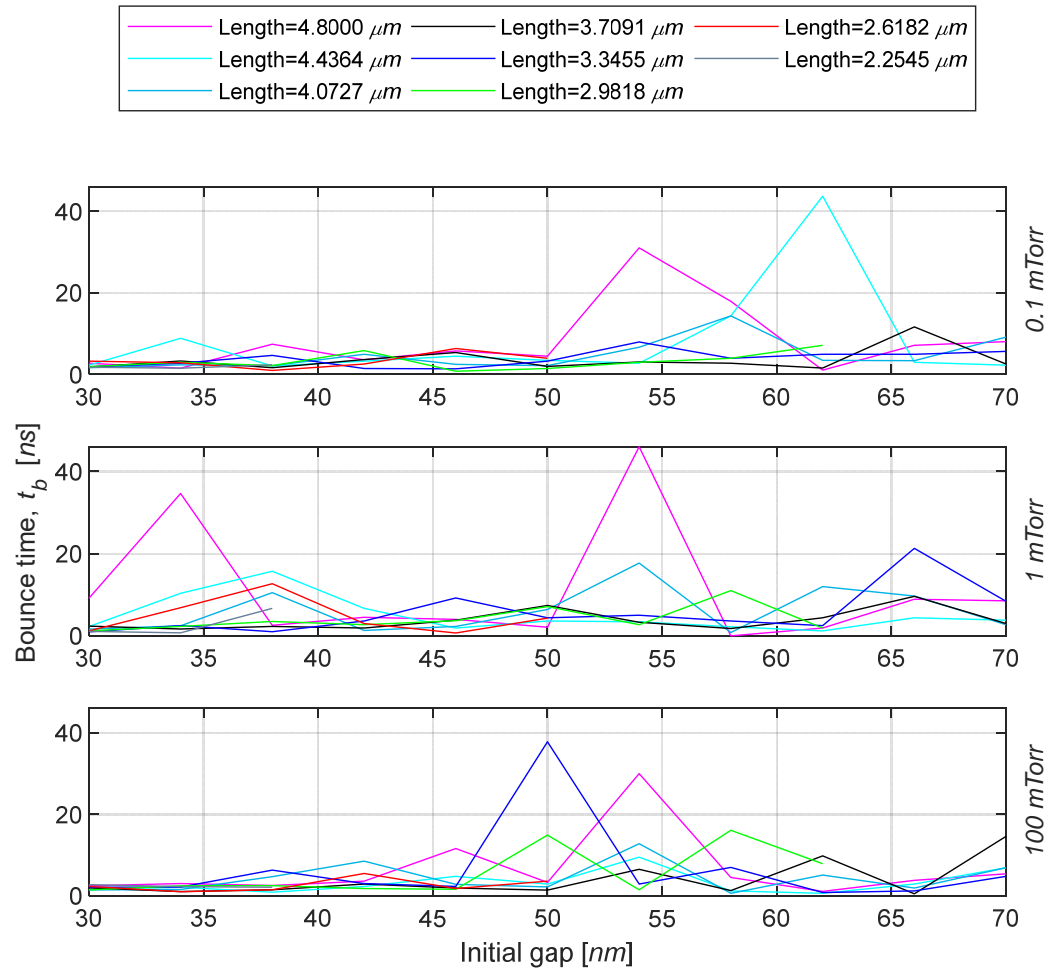 Length=4.8000 μm Length=3.7091 μm Length=2.6182 μm
Length=4.4364 μm Length=3.3455 μm Length=2.2545 μm
Length=4.0727 μm Length=2.9818 μm
40
20
0
30 35 40 45 50 55 60 65 70
0.1 mTorr
Bounce time, t_b [ns]
40
20
0
30 35 40 45 50 55 60 65 70
1 mTorr
40
20
0
30 35 40 45 50 55 60 65 70
100 mTorr
Initial gap [nm]